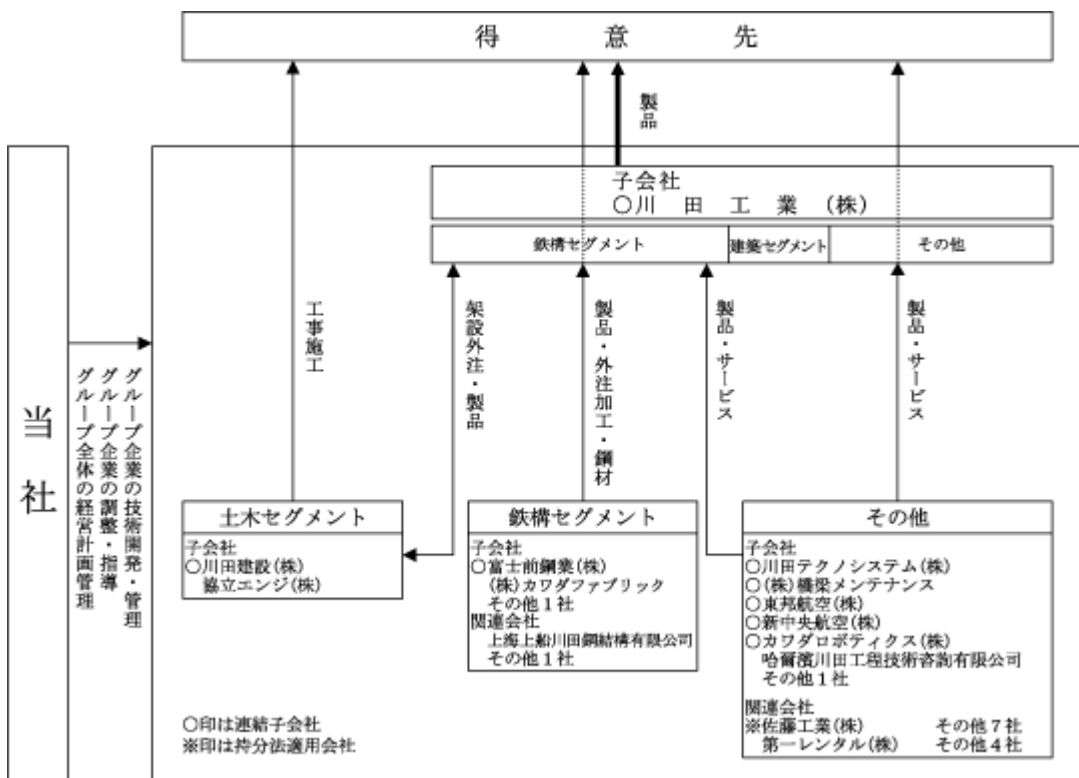 得意先
製品
子会社
○川田工業(株)
鉄構セグメント
建築セグメント
その他
工事施工
架設外注・製品
製品・外注加工・鋼材
製品・サービス
製品・サービス
当社
グループ企業の技術開発・管理
グループ企業の調整・指導
グループ全体の経営計画管理
土木セグメント
子会社
○川田建設(株)
協立エンジ(株)
鉄構セグメント
子会社
○富士前鋼業(株)
(株)カワダファブリック
その他1社
関連会社
上海上船川田鋼結構有限公司
その他1社
その他
子会社
○川田テクノシステム(株)
○(株)橋梁メンテナンス
○東邦航空(株)
○新中央航空(株)
○カワダロボティクス(株)
哈爾濱川田工程技術咨詢有限公司
その他1社
関連会社
※佐藤工業(株) その他7社
第一レンタル(株) その他4社
○印は連結子会社
※印は持分法適用会社